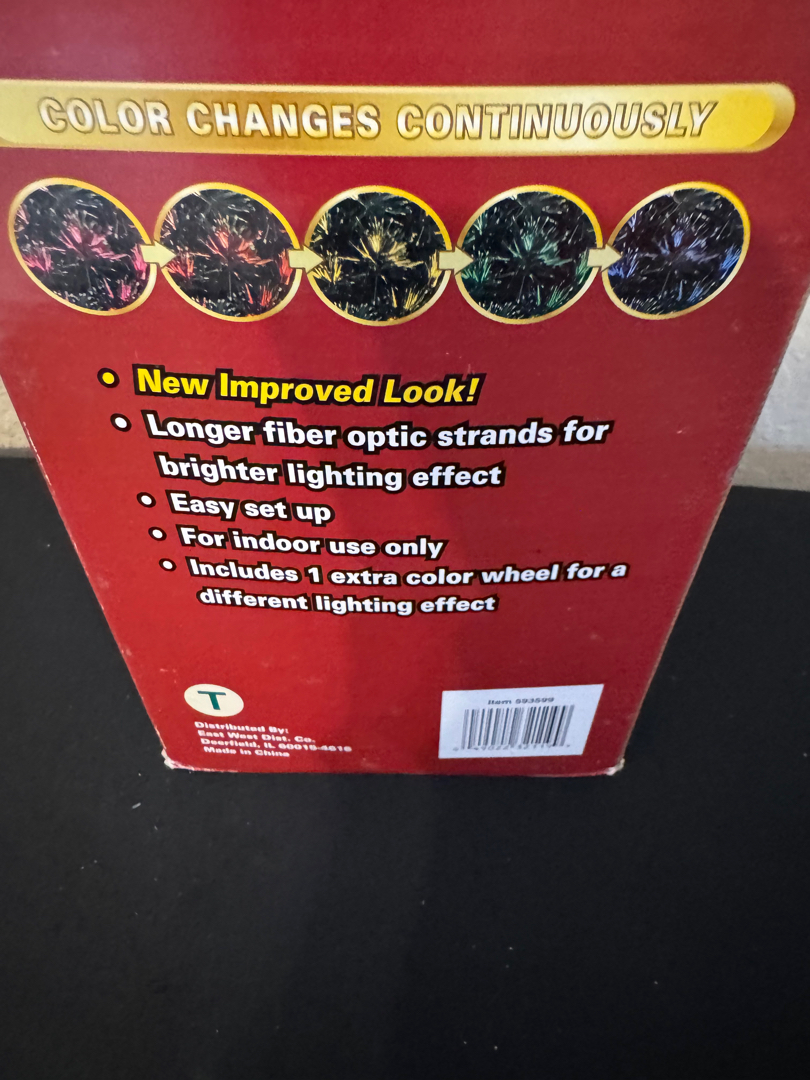 COLOR CHANGES CONTINUOUSLY
• New Improved Look!
• Longer fiber optic strands for
brighter lighting effect
• Easy set up
• For indoor use only
• Includes 1 extra color wheel for a
different lighting effect
T
Distributed By:
East West Dist. Co.
Deerfield, IL 60015-4616
Made in China
Item 593599